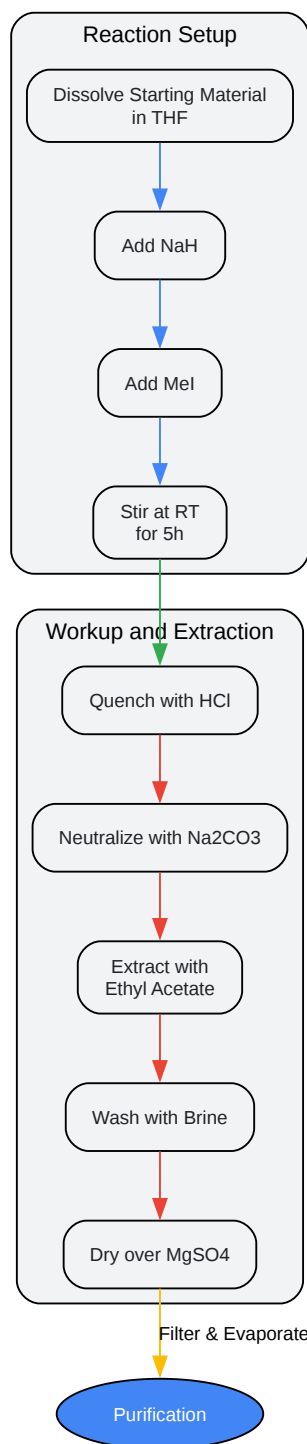 Reaction Setup
Dissolve Starting Material
in THF
Add NaH
Add MeI
Stir at RT
for 5h
Workup and Extraction
Quench with HCl
Neutralize with Na2CO3
Extract with
Ethyl Acetate
Wash with Brine
Dry over MgSO4
Filter & Evaporate
Purification